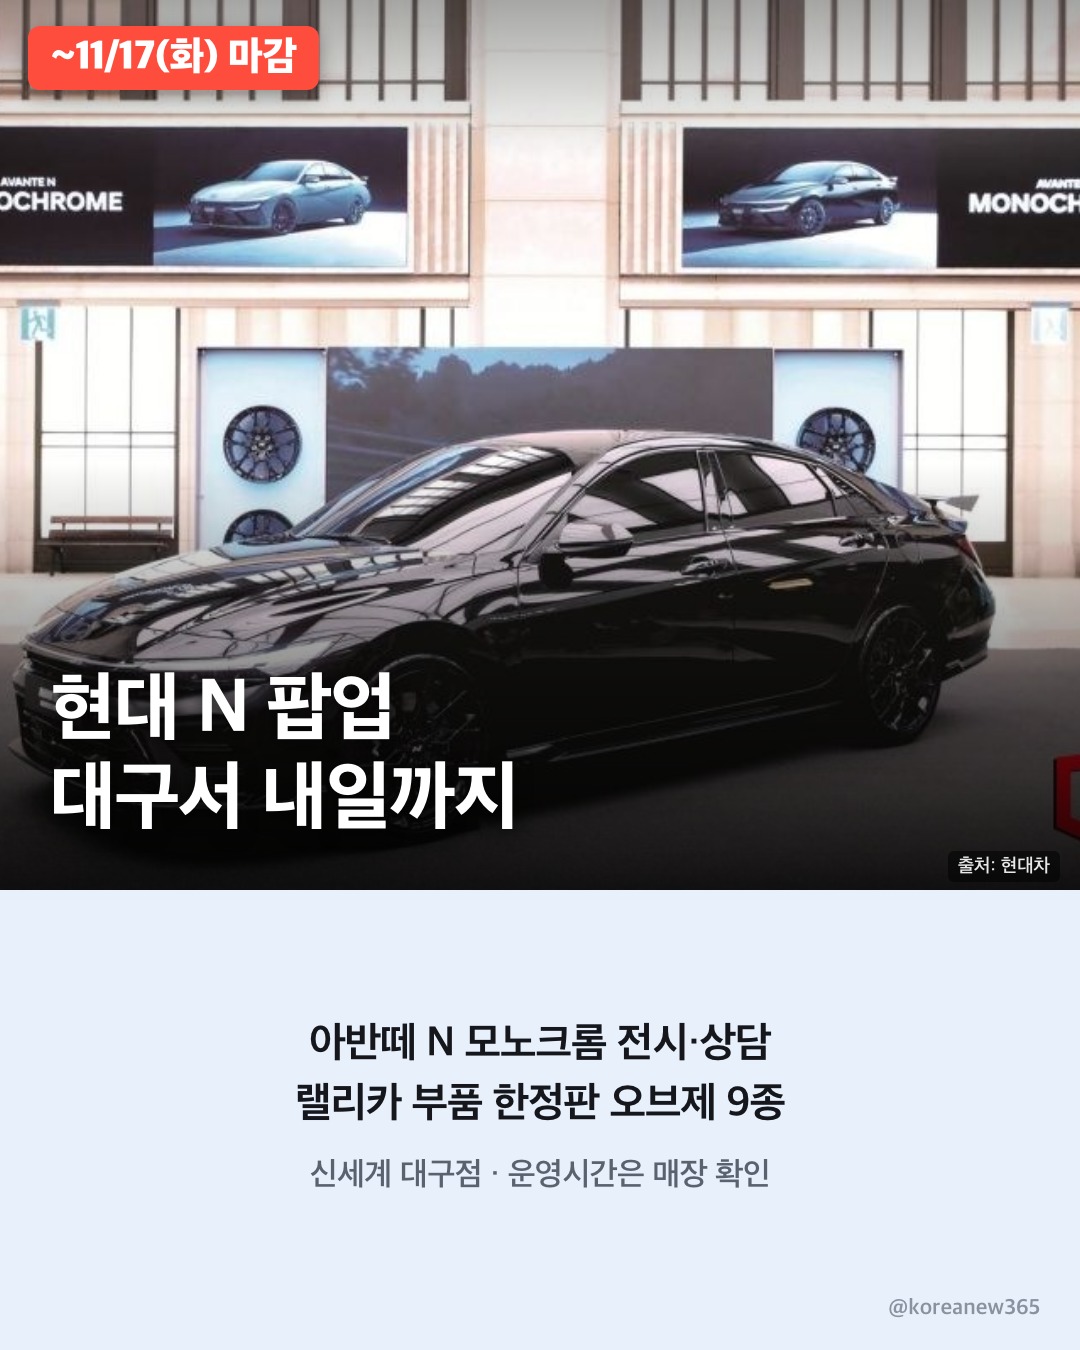 ~11/17(화) 마감
AVANTE N
OCHROME
AVANTE
MONOCH
현대 N 팝업
대구서 내일까지
출처: 현대차
아반떼 N 모노크롬 전시·상담
랠리카 부품 한정판 오브제 9종
신세계 대구점 · 운영시간은 매장 확인
@koreanew365